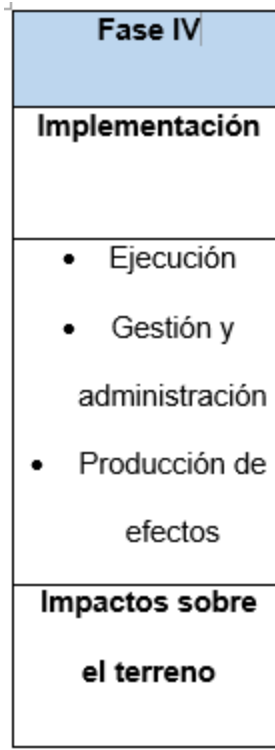 Fase IV
Implementación
• Ejecución
• Gestión y
administración
• Producción de
efectos
Impactos sobre
el terreno